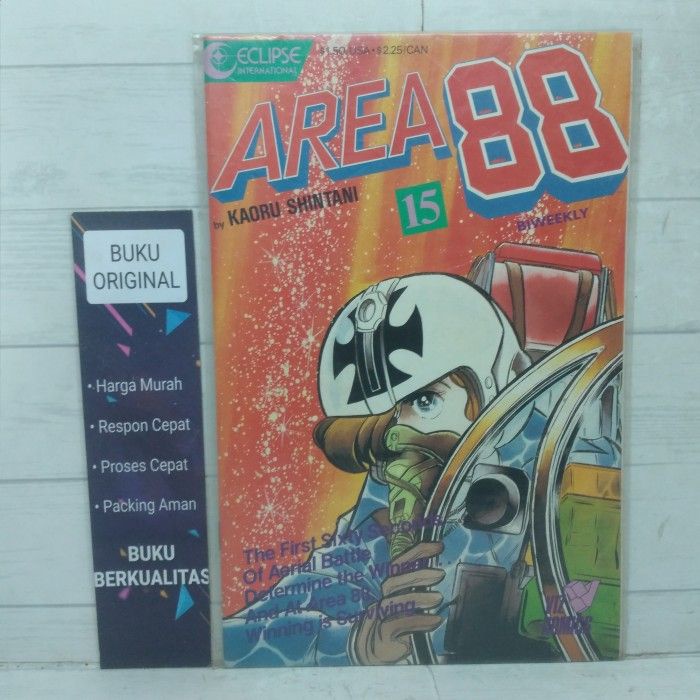 ECLIPSE
INTERNATIONAL
$1.50/USA • $2.25/CAN
AREA 88
by KAORU SHINTANI
15
BIWEEKLY
The First Sixty Seconds
Of Aerial Battle
Determine the Winner...
And At Area 88,
Winning is Surviving.
VIZ
COMICS
BUKU
ORIGINAL
• Harga Murah
• Respon Cepat
• Proses Cepat
• Packing Aman
BUKU
BERKUALITAS